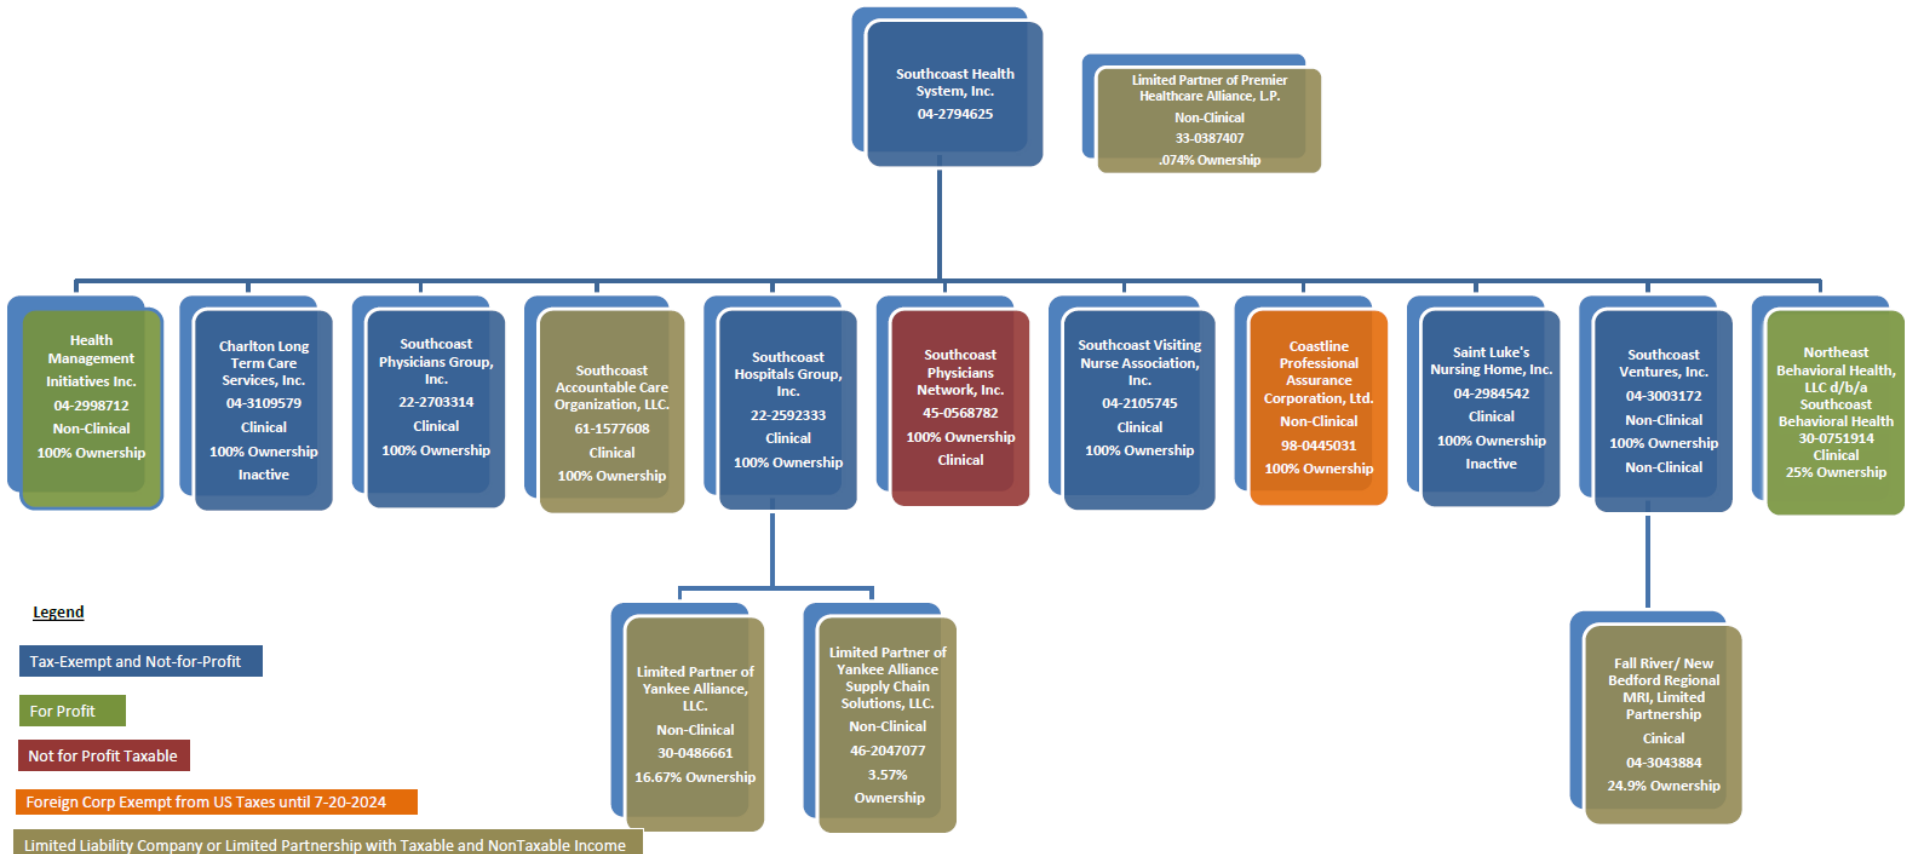 Southcoast Health
System, Inc.
04-2794625
Limited Partner of Premier
Healthcare Alliance, L.P.
Non-Clinical
33-0387407
.074% Ownership
Health
Management
Initiatives Inc.
04-2998712
Non-Clinical
100% Ownership
Charlton Long
Term Care
Services, Inc.
04-3109579
Clinical
100% Ownership
Inactive
Southcoast
Physicians Group,
Inc.
22-2703314
Clinical
100% Ownership
Southcoast
Accountable Care
Organization, LLC.
61-1577608
Clinical
100% Ownership
Southcoast
Hospitals Group,
Inc.
22-2592333
Clinical
100% Ownership
Southcoast
Physicians
Network, Inc.
45-0568782
100% Ownership
Clinical
Southcoast Visiting
Nurse Association,
Inc.
04-2105745
Clinical
100% Ownership
Coastline
Professional
Assurance
Corporation, Ltd.
Non-Clinical
98-0445031
100% Ownership
Saint Luke's
Nursing Home, Inc.
04-2984542
Clinical
100% Ownership
Inactive
Southcoast
Ventures, Inc.
04-3003172
Non-Clinical
100% Ownership
Non-Clinical
Northeast
Behavioral Health,
LLC d/b/a
Southcoast
Behavioral Health
30-0751914
Clinical
25% Ownership
Limited Partner of
Yankee Alliance,
LLC.
Non-Clinical
30-0486661
16.67% Ownership
Limited Partner of
Yankee Alliance
Supply Chain
Solutions, LLC.
Non-Clinical
46-2047077
3.57%
Ownership
Fall River/ New
Bedford Regional
MRI, Limited
Partnership
Cinical
04-3043884
24.9% Ownership
Legend
Tax-Exempt and Not-for-Profit
For Profit
Not for Profit Taxable
Foreign Corp Exempt from US Taxes until 7-20-2024
Limited Liability Company or Limited Partnership with Taxable and NonTaxable Income